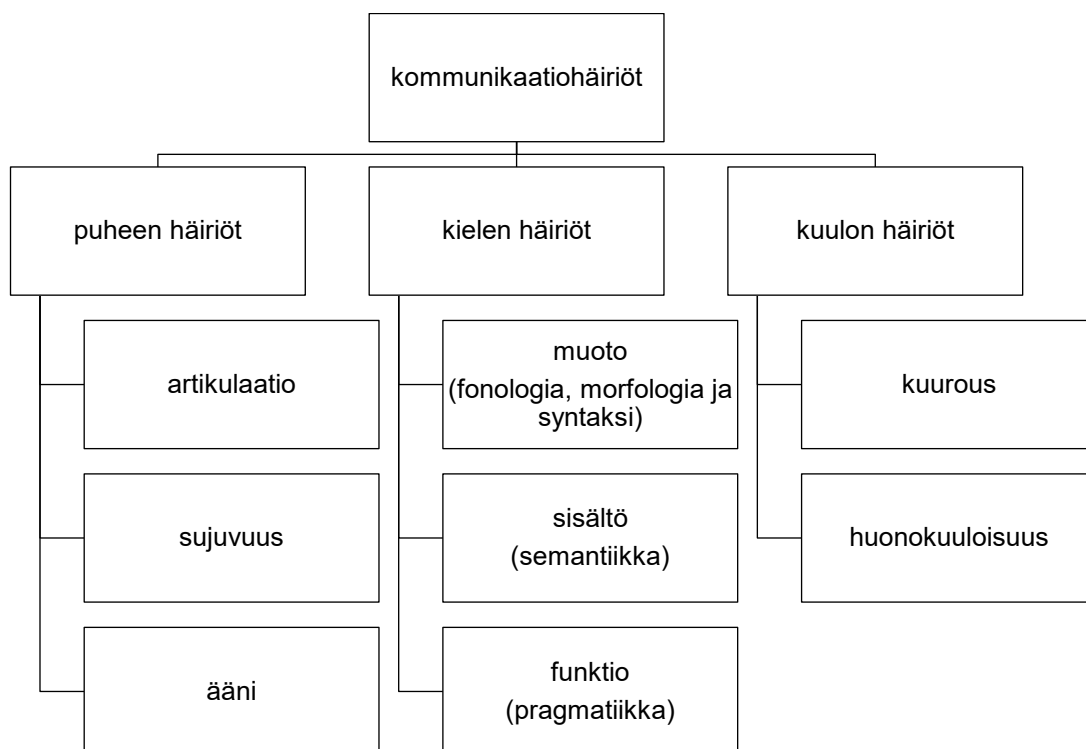 kommunikaatiohäiriöt
puheen häiriöt
kielen häiriöt
kuulon häiriöt
artikulaatio
muoto
(fonologia, morfologia ja
syntaksi)
kuurous
sujuvuus
sisältö
(semantiikka)
huonokuuloisuus
ääni
funktio
(pragmatiikka)